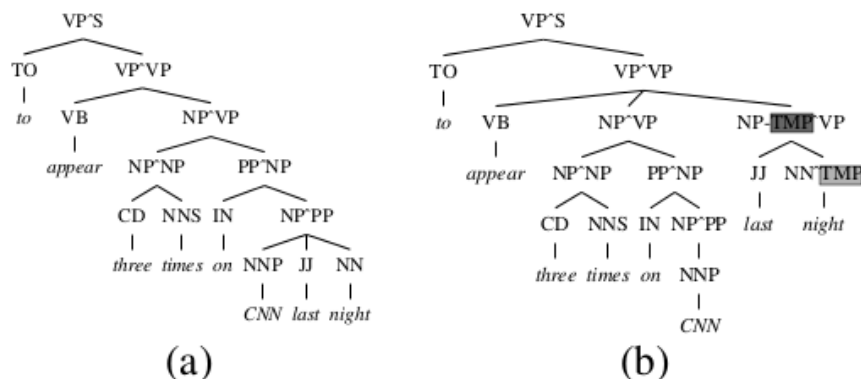 VP^S VP^S
TO VP^VP TO VP^VP
to VB NP^VP to VB NP^VP NP-TMP^VP
appear NP^NP PP^NP appear NP^NP PP^NP JJ NN^TMP
CD NNS IN NP^PP CD NNS IN NP^PP last night
three times on NNP JJ NN three times on NNP
CNN last night CNN
(a) (b)